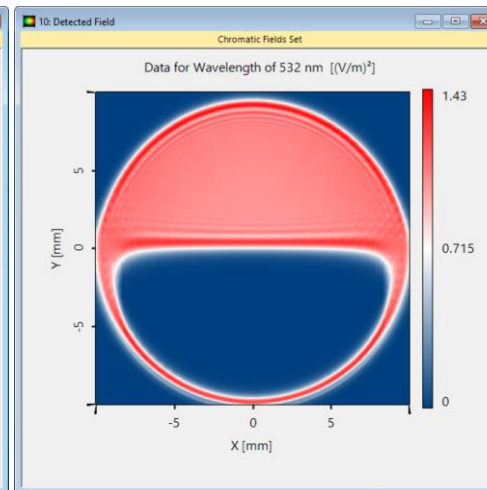 10: Detected Field
Chromatic Fields Set
Data for Wavelength of 532 nm [(V/m)²]
1.43
0.715
0
Y [mm]
5
0
-5
-5
0
5
X [mm]